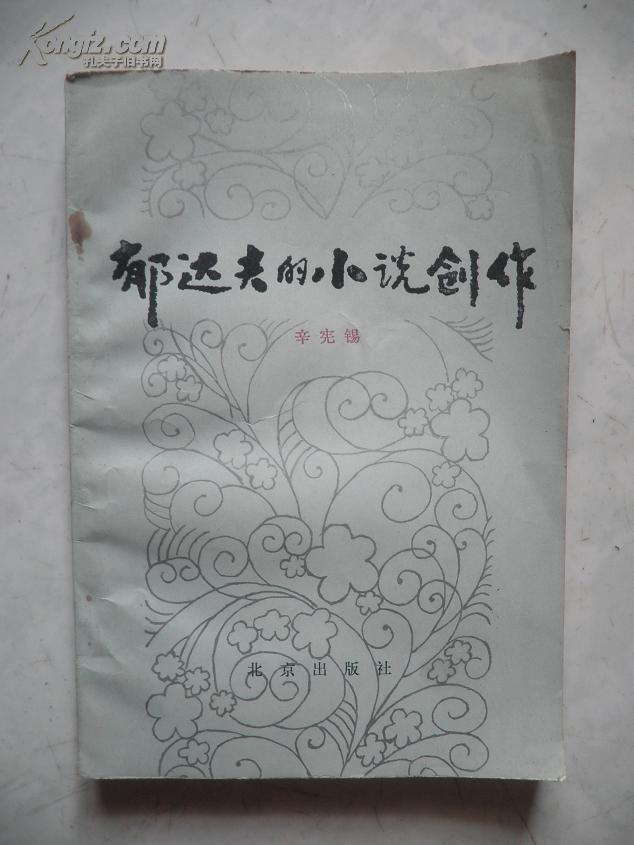 Kongfz.com
孔夫子旧书网
郁达夫的小说创作
辛宪锡
北京出版社